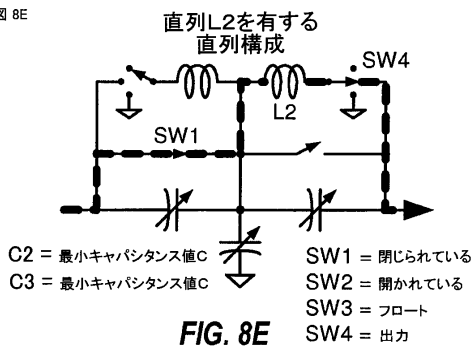 図 8E
直列L2を有する
直列構成
SW4
L2
SW1
C2 = 最小キャパシタンス値C
C3 = 最小キャパシタンス値C
SW1 = 閉じられている
SW2 = 開かれている
SW3 = フロート
SW4 = 出力
FIG. 8E